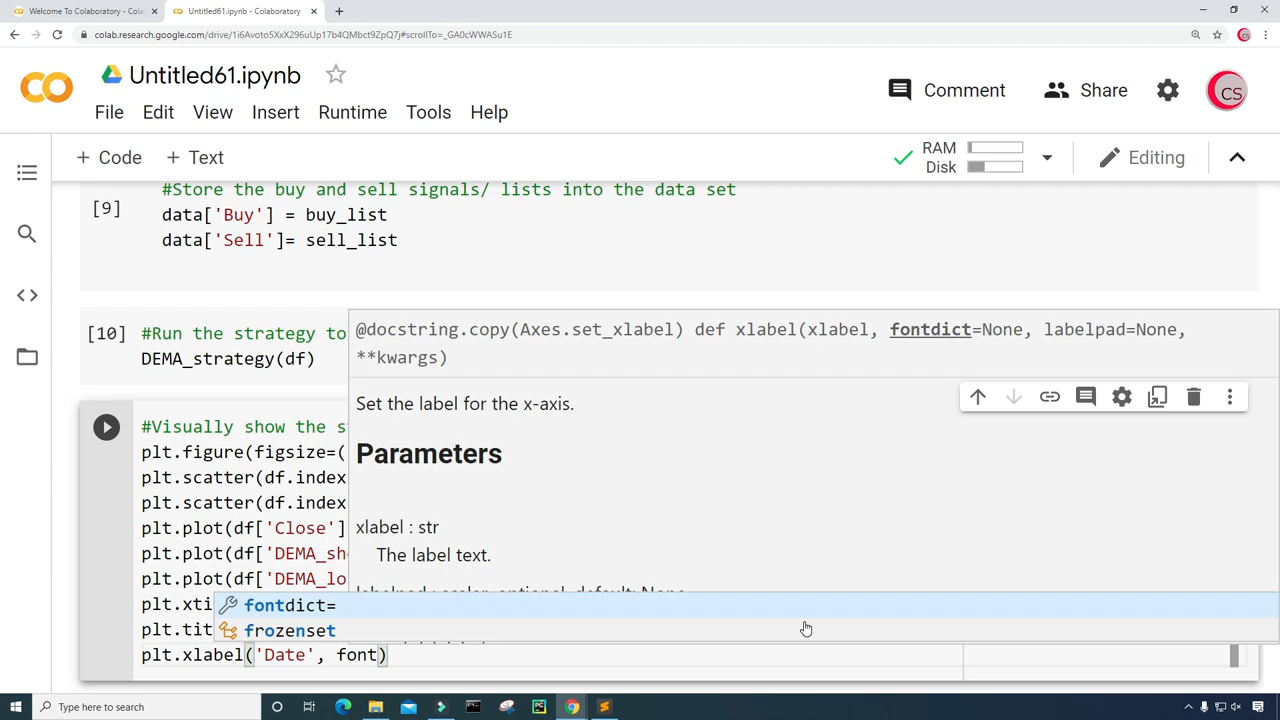 Welcome To Colaboratory - Cola
Untitled61.ipynb - Colaboratory
colab.research.google.com/drive/1i6Avoto5XxX296uUp17b4QMbct9ZpQ7j#scrollTo=_GA0cWWASu1E
Untitled61.ipynb
Comment
Share
CS
File Edit View Insert Runtime Tools Help
+ Code + Text
RAM
Disk
Editing
#Store the buy and sell signals/ lists into the data set
[9]
data['Buy'] = buy_list
data['Sell']= sell_list
[10] #Run the strategy to
DEMA_strategy(df)
@docstring.copy(Axes.set_xlabel) def xlabel(xlabel, fontdict=None, labelpad=None,
**kwargs)
Set the label for the x-axis.
Parameters
xlabel : str
The label text.
labelpad : scalar, optional, default: None
#Visually show the s
plt.figure(figsize=(
plt.scatter(df.index
plt.scatter(df.index
plt.plot(df['Close']
plt.plot(df['DEMA_sh
plt.plot(df['DEMA_lo
plt.xti
fontdict=
plt.tit
frozenset
plt.xlabel('Date', font)
Type here to search